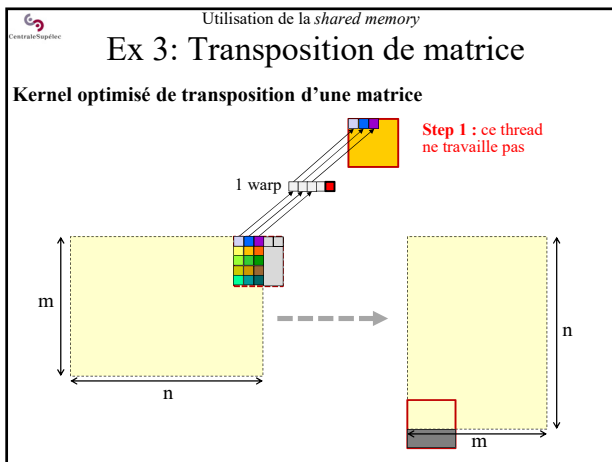 CentraleSupélec
Utilisation de la shared memory
Ex 3: Transposition de matrice
Kernel optimisé de transposition d'une matrice
Step 1 : ce thread
ne travaille pas
1 warp
m
n
n
m